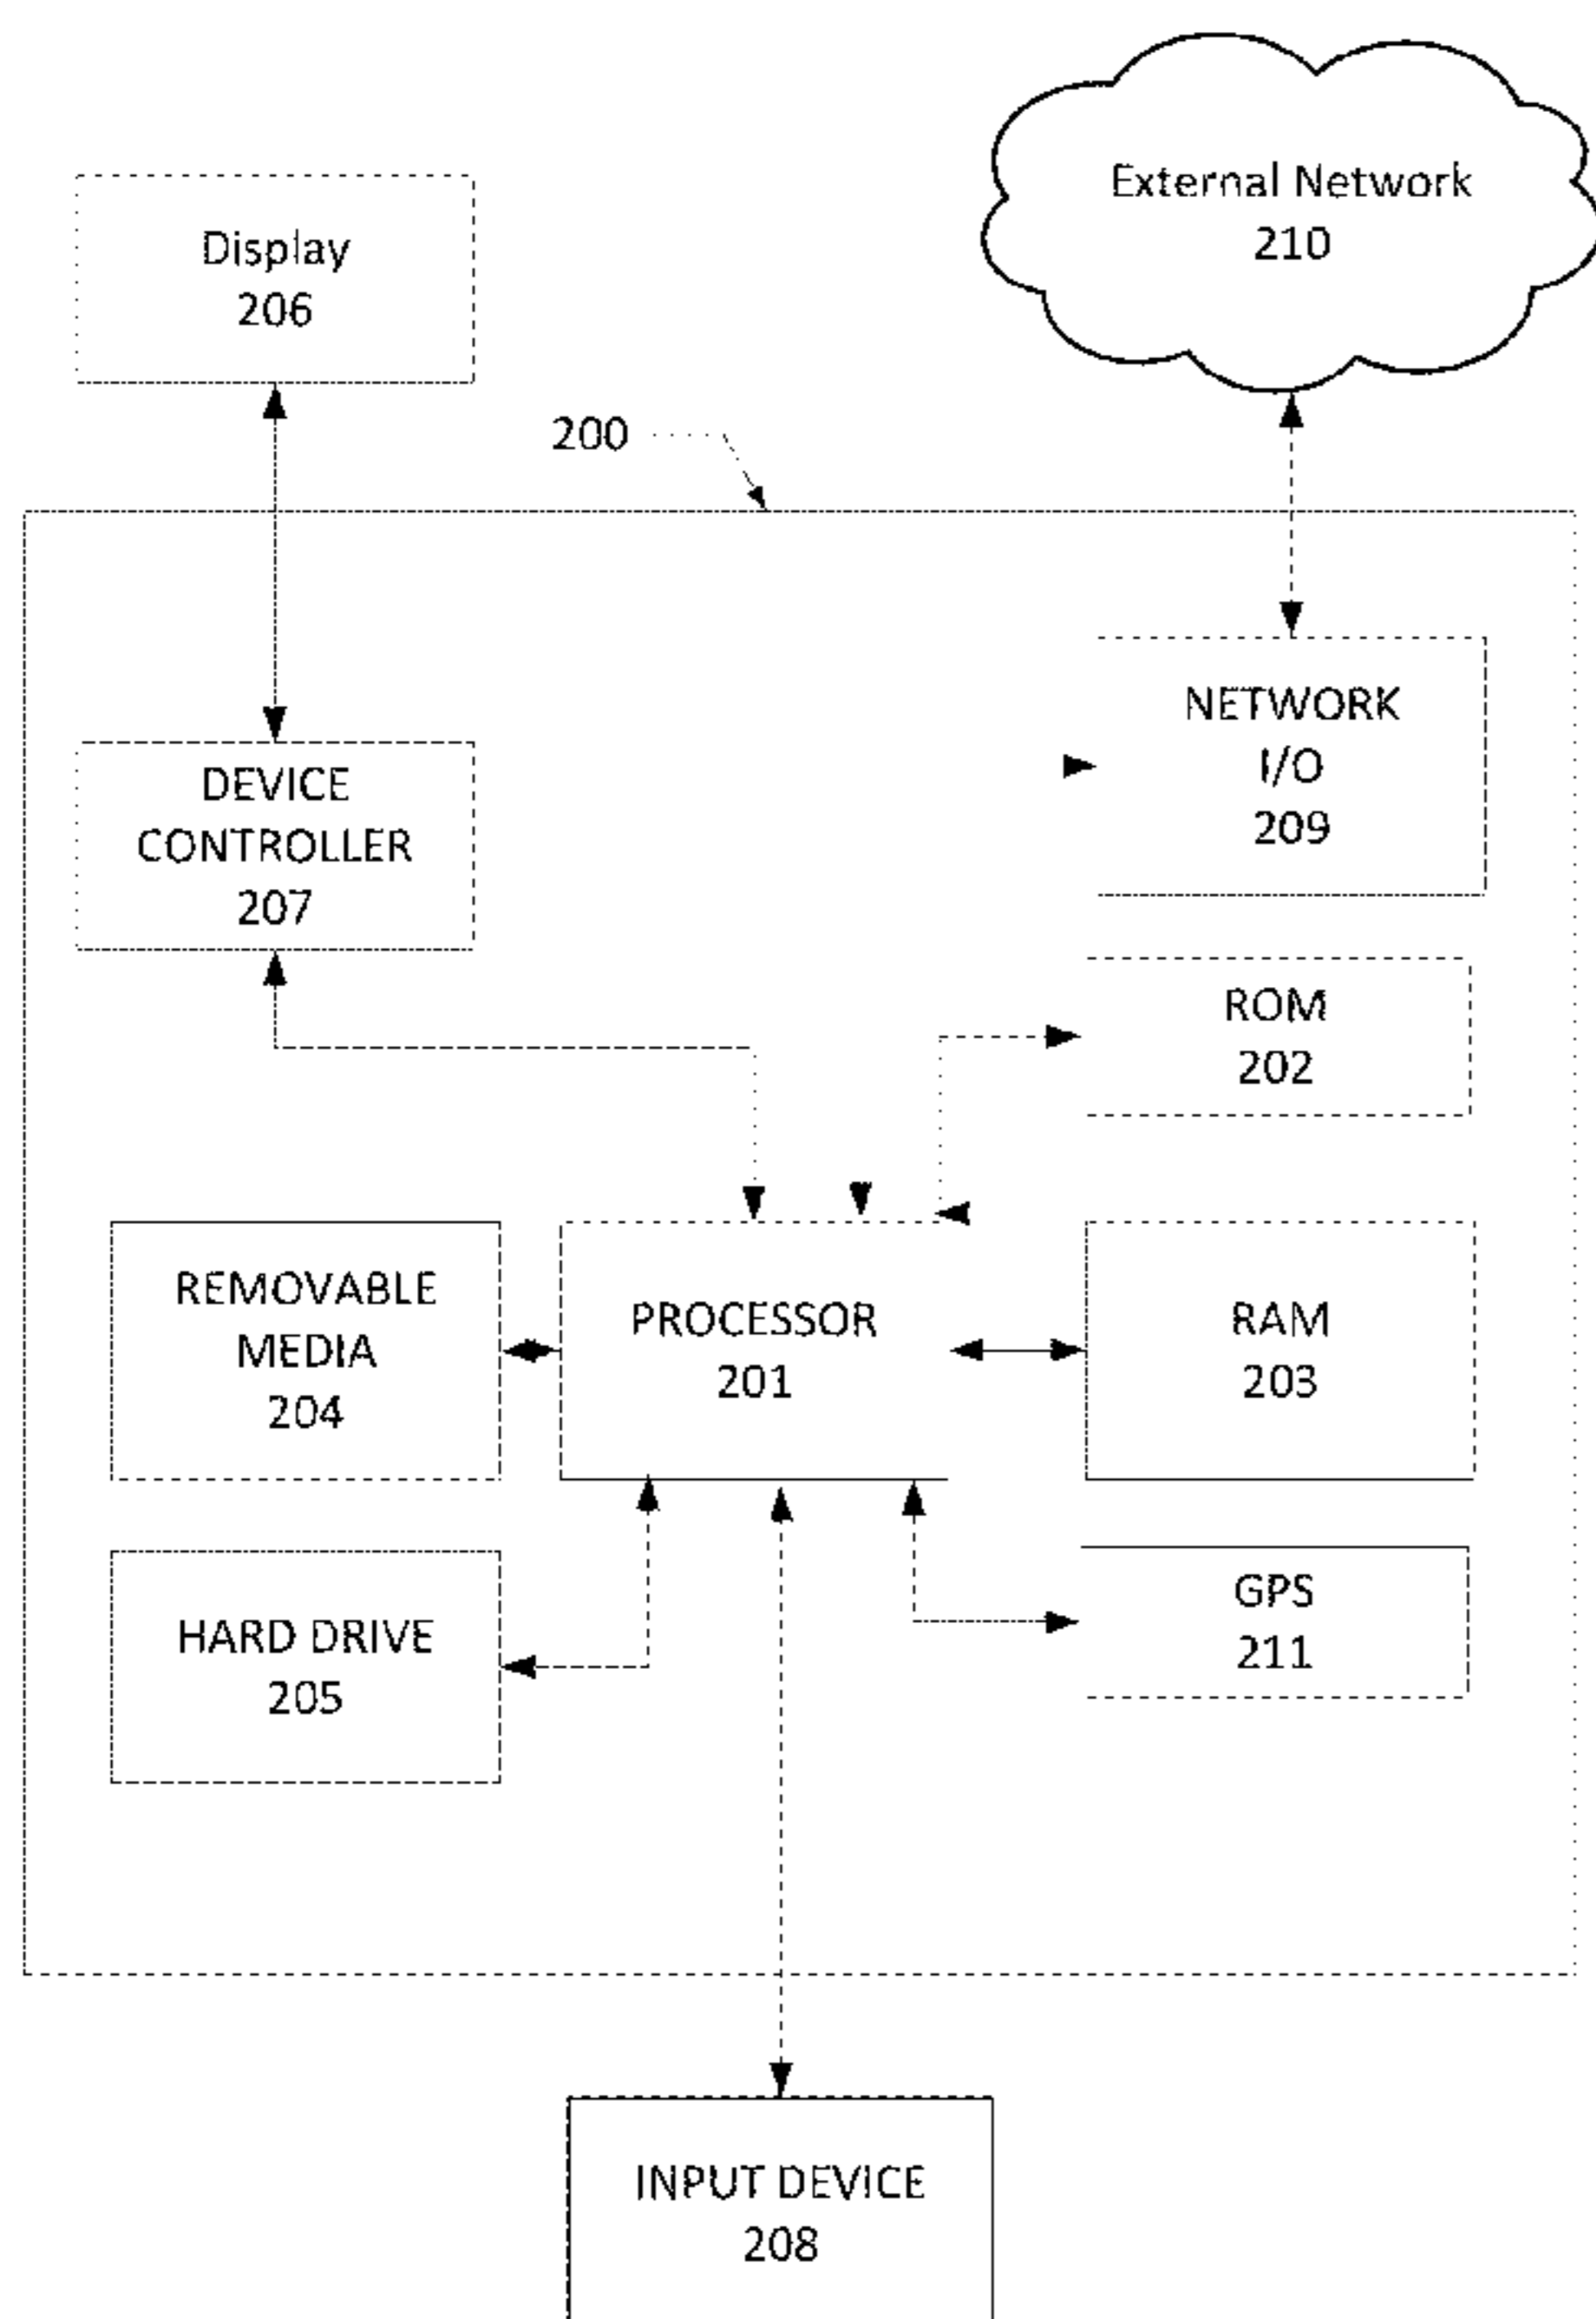 External Network
210
Display
206
200
NETWORK
I/O
209
DEVICE
CONTROLLER
207
ROM
202
REMOVABLE
MEDIA
204
PROCESSOR
201
RAM
203
HARD DRIVE
205
GPS
211
INPUT DEVICE
208